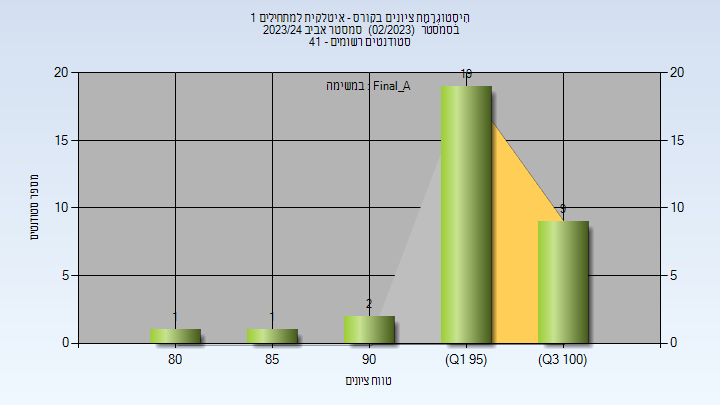 היסטוגרמת ציונים בקורס - איטלקית למתחילים 1
בסמסטר (02/2023) סמסטר אביב 2023/24
סטודנטים רשומים - 41
במשימה : Final_A
20 20
15 15
10 10
5 5
0 0
מספר סטודנטים
1 1 2 19 9
80 85 90 (Q1 95) (Q3 100)
טווח ציונים